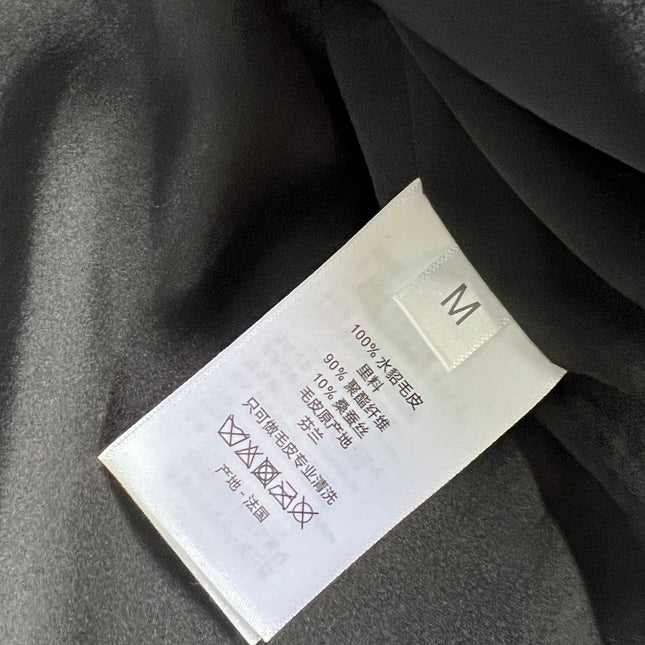 M
100% 水貂毛皮
里料
90% 聚酯纤维
10% 桑蚕丝
毛皮原产地·
芬兰
只可做毛皮专业清洗
产地 - 法国